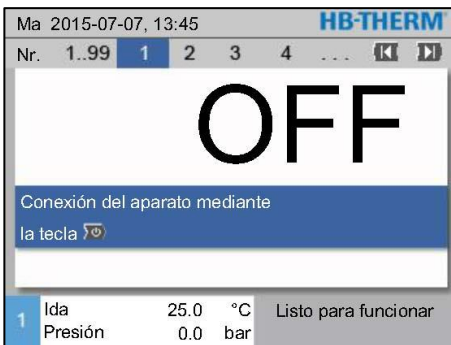 Ma 2015-07-07, 13:45 HB-THERM
Nr. 1..99 1 2 3 4 ...
OFF
Conexión del aparato mediante
la tecla
1 Ida 25.0 °C Listo para funcionar
Presión 0.0 bar